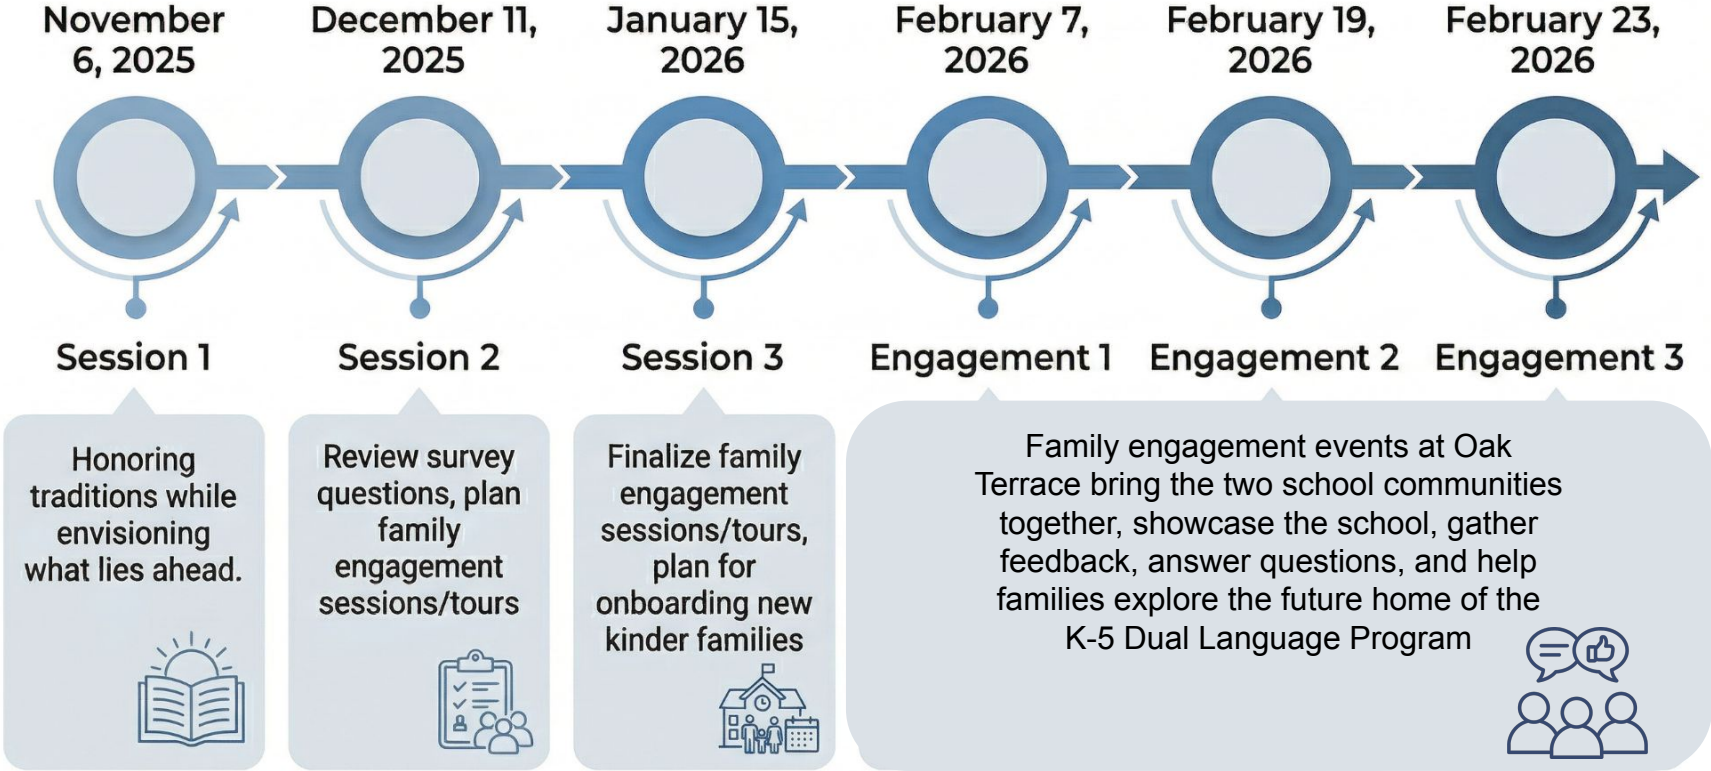 November
6, 2025
December 11,
2025
January 15,
2026
February 7,
2026
February 19,
2026
February 23,
2026
Session 1
Session 2
Session 3
Engagement 1
Engagement 2
Engagement 3
Honoring
traditions while
envisioning
what lies ahead.
Review survey
questions, plan
family
engagement
sessions/tours
Finalize family
engagement
sessions/tours,
plan for
onboarding new
kinder families
Family engagement events at Oak
Terrace bring the two school communities
together, showcase the school, gather
feedback, answer questions, and help
families explore the future home of the
K-5 Dual Language Program